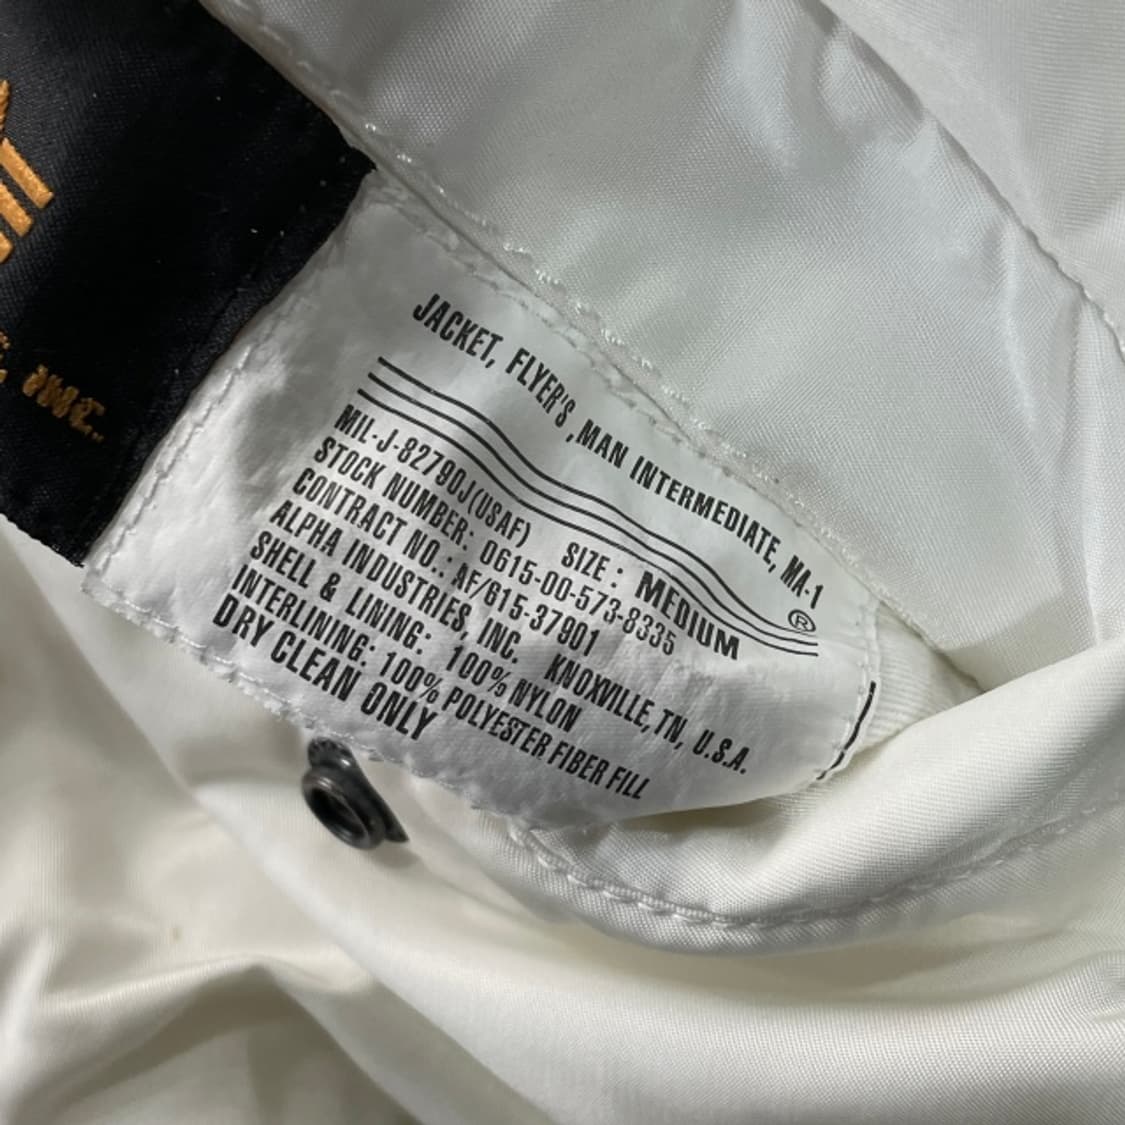 JACKET, FLYER'S ,MAN INTERMEDIATE, MA-1
®
MIL-J-82790J(USAF) SIZE: MEDIUM
STOCK NUMBER: 0615-00-573-8335
CONTRACT NO.: AF/615-37901
ALPHA INDUSTRIES, INC. KNOXVILLE, TN, U.S.A.
SHELL & LINING: 100% NYLON
INTERLINING: 100% POLYESTER FIBER FILL
DRY CLEAN ONLY
INC.